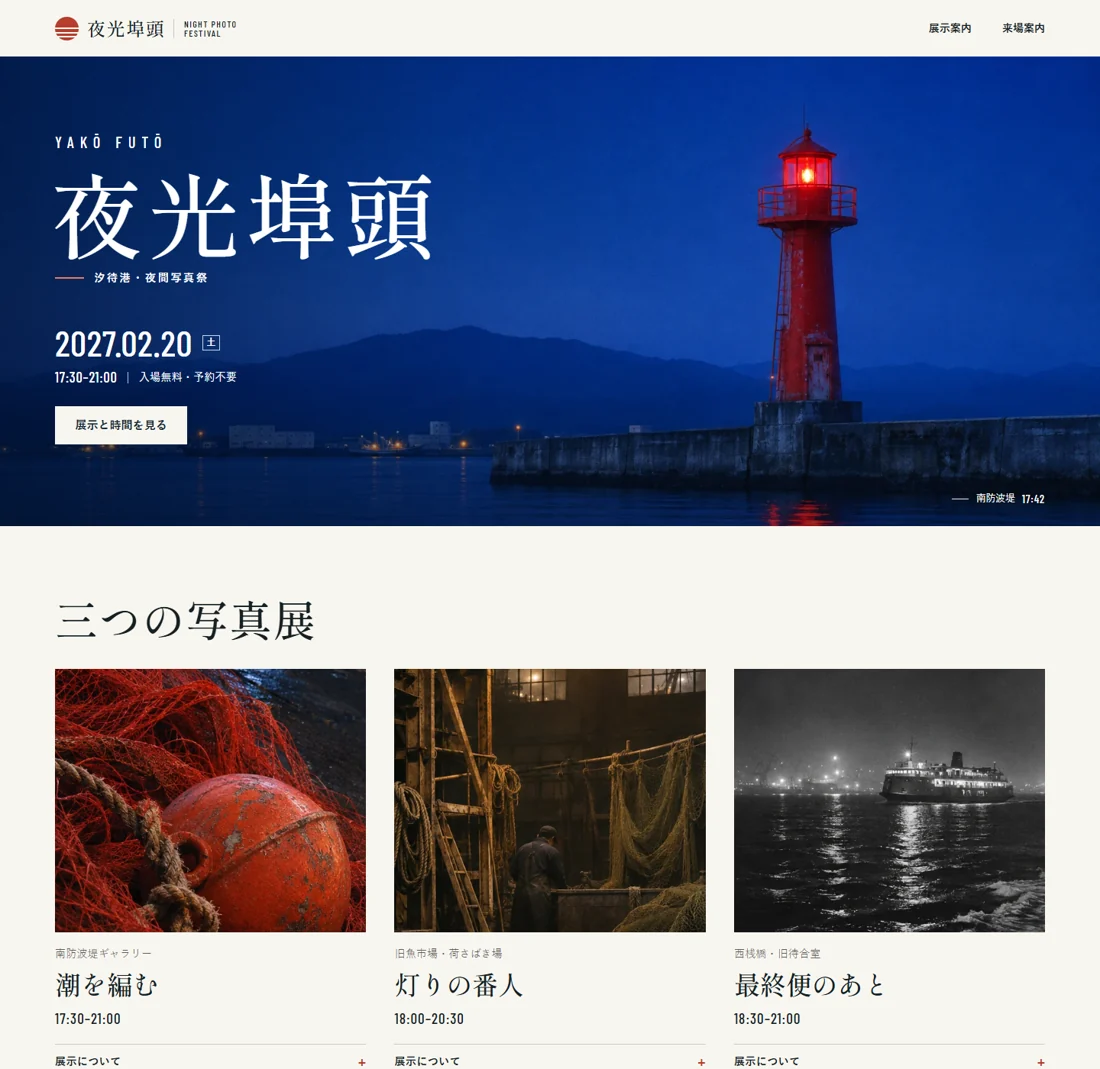 夜光埠頭
NIGHT PHOTO
FESTIVAL
展示案内
来場案内
YAKŌ FUTŌ
夜光埠頭
汐待港・夜間写真祭
2027.02.20 土
17:30–21:00 | 入場無料・予約不要
展示と時間を見る
南防波堤 17:42
三つの写真展
南防波堤ギャラリー
潮を編む
17:30–21:00
展示について +
旧魚市場・荷さばき場
灯りの番人
18:00–20:30
展示について +
西桟橋・旧待合室
最終便のあと
18:30–21:00
展示について +